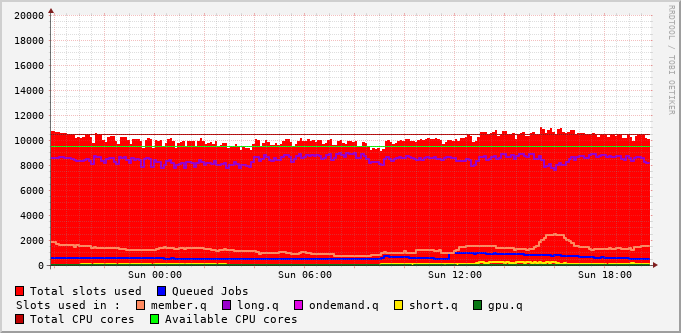 RRDTOOL / TOBI OETIKER
20000
18000
16000
14000
12000
10000
8000
6000
4000
2000
0
Sun 00:00 Sun 06:00 Sun 12:00 Sun 18:00
Total slots used Queued Jobs
Slots used in : member.q long.q ondemand.q short.q gpu.q
Total CPU cores Available CPU cores